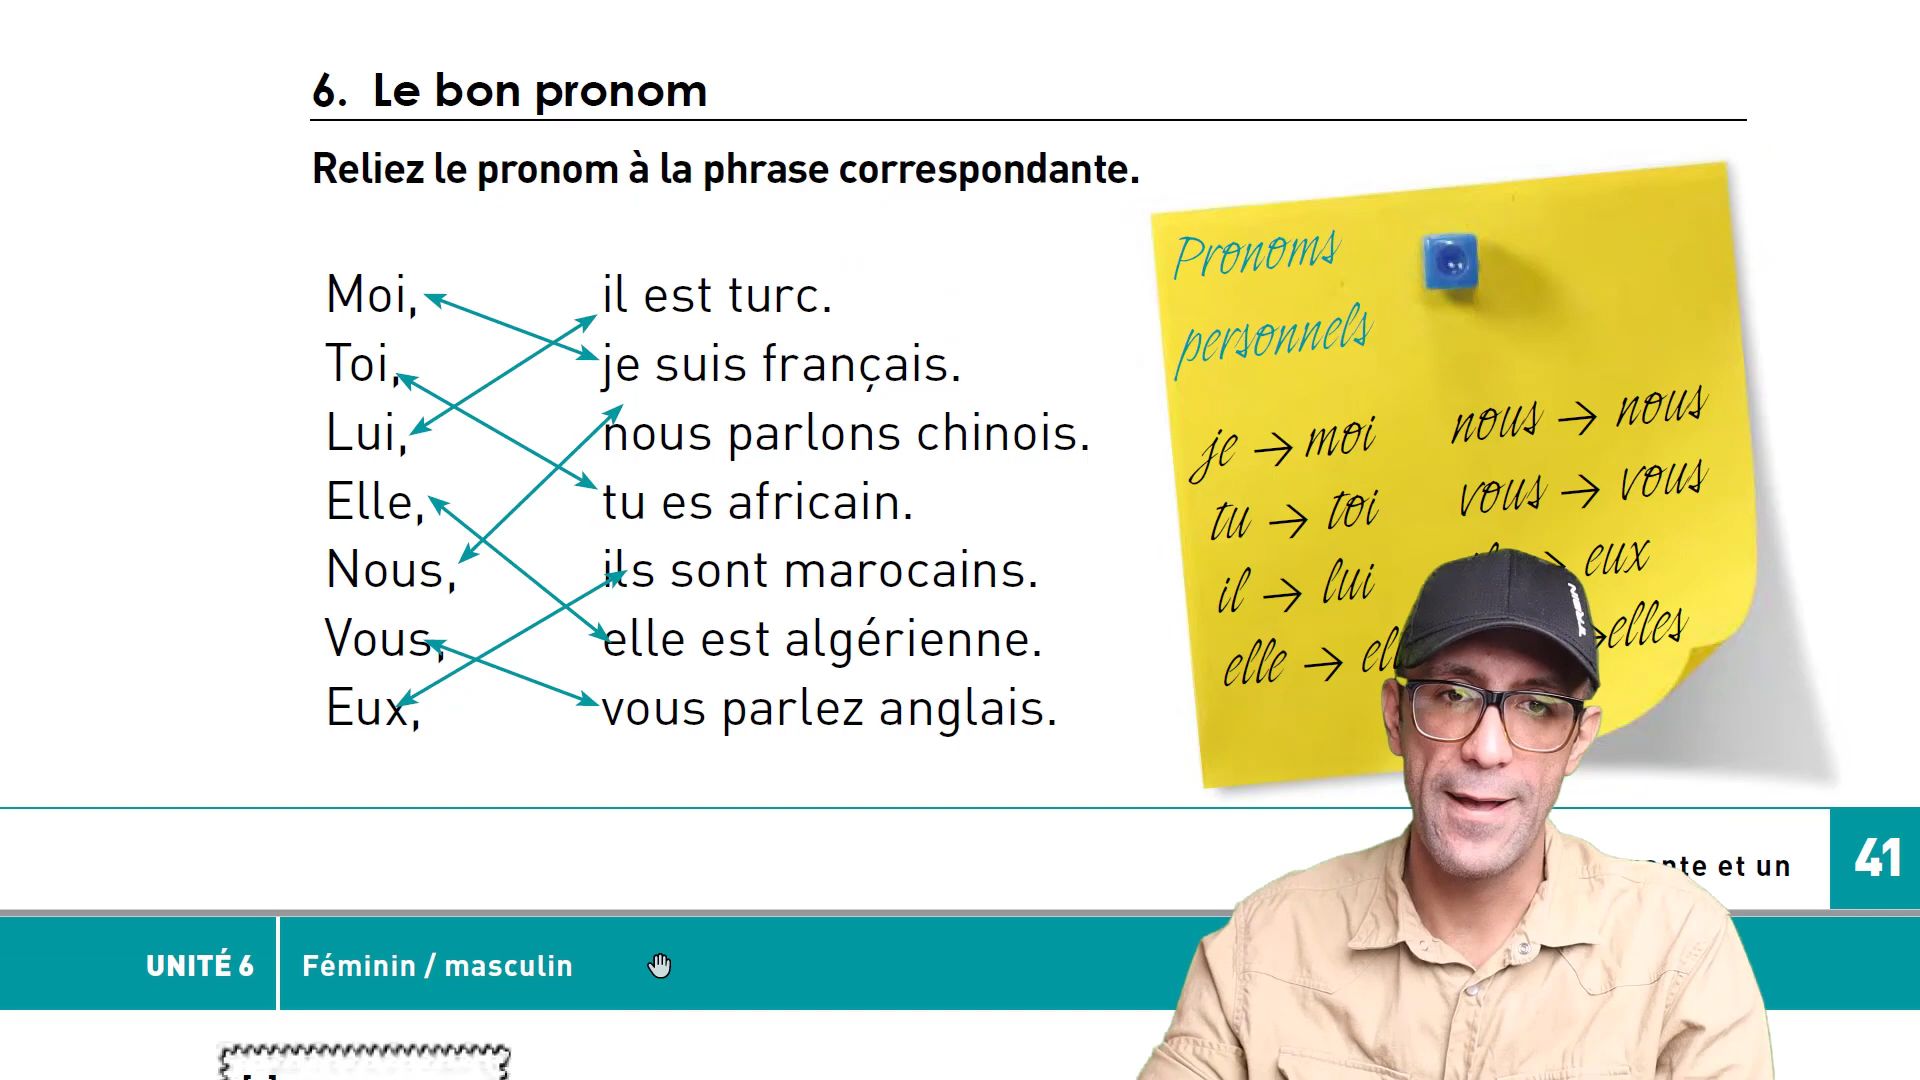 6. Le bon pronom
Reliez le pronom à la phrase correspondante.
Moi,
Toi,
Lui,
Elle,
Nous,
Vous,
Eux,
il est turc.
je suis français.
nous parlons chinois.
tu es africain.
ils sont marocains.
elle est algérienne.
vous parlez anglais.
Pronoms
personnels
je → moi
tu → toi
il → lui
elle →
nous → nous
vous → vous
→ eux
→ elles
et un
41
UNITÉ 6
Féminin / masculin